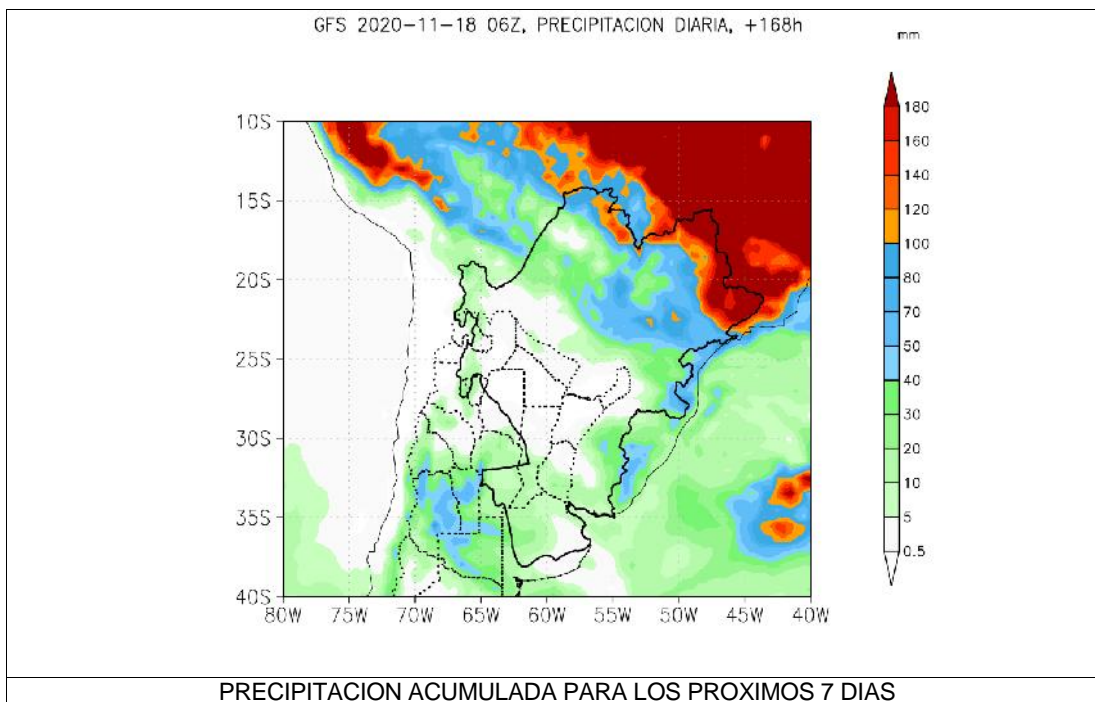 GFS 2020-11-18 06Z, PRECIPITACION DIARIA, +168h
mm
10S
15S
20S
25S
30S
35S
40S
80W 75W 70W 65W 60W 55W 50W 45W 40W
180
160
140
120
100
80
70
50
40
30
20
10
5
0.5
PRECIPITACION ACUMULADA PARA LOS PROXIMOS 7 DIAS